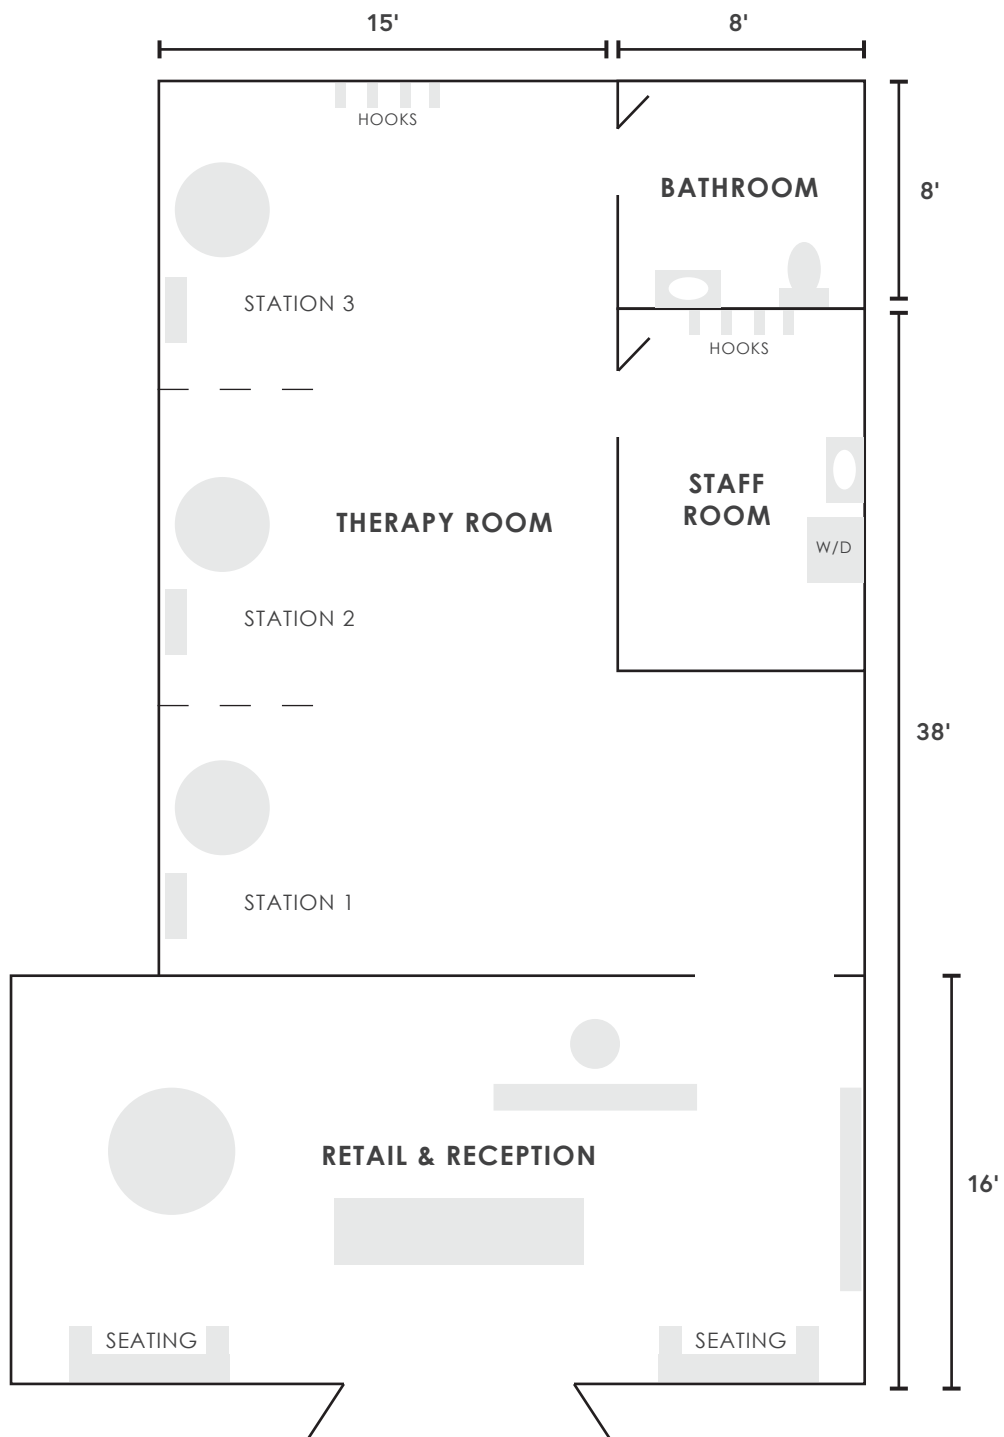 15'
8'
HOOKS
BATHROOM
8'
STATION 3
HOOKS
STAFF
ROOM
THERAPY ROOM
W/D
STATION 2
38'
STATION 1
RETAIL & RECEPTION
16'
SEATING
SEATING